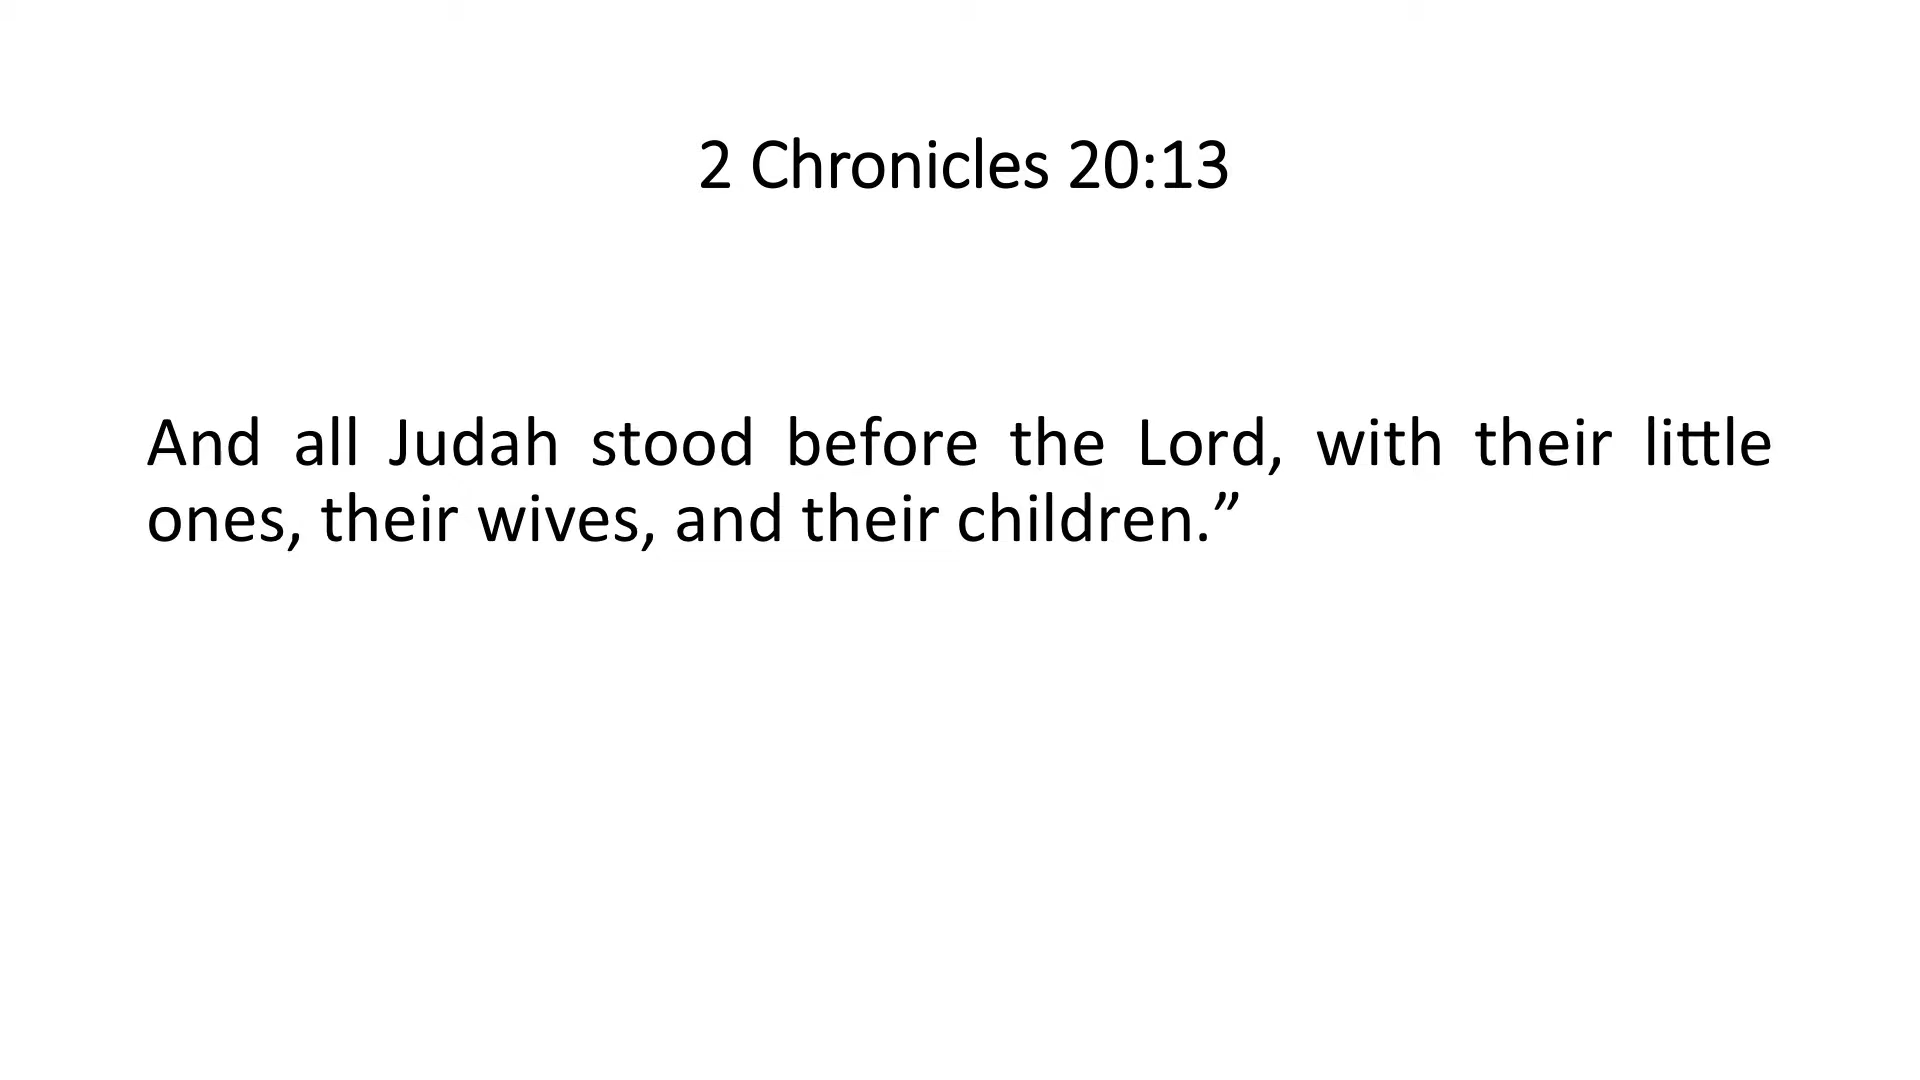 2 Chronicles 20:13
And all Judah stood before the Lord, with their little
ones, their wives, and their children.”